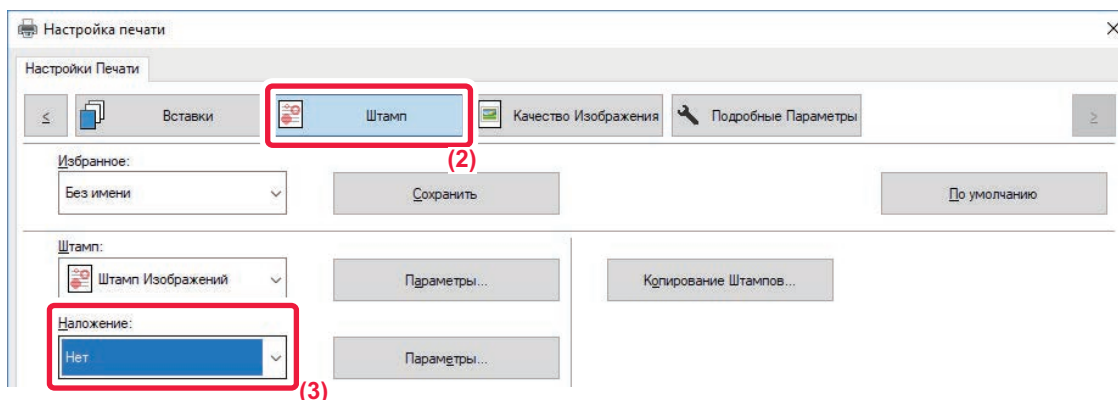 Настройка печати
Настройки Печати
≤ Вставки Штамп Качество Изображения Подробные Параметры ≥
(2)
Избранное:
Без имени Сохранить По умолчанию
Штамп:
Штамп Изображений Параметры... Копирование Штампов...
Наложение:
Нет Параметры...
(3)